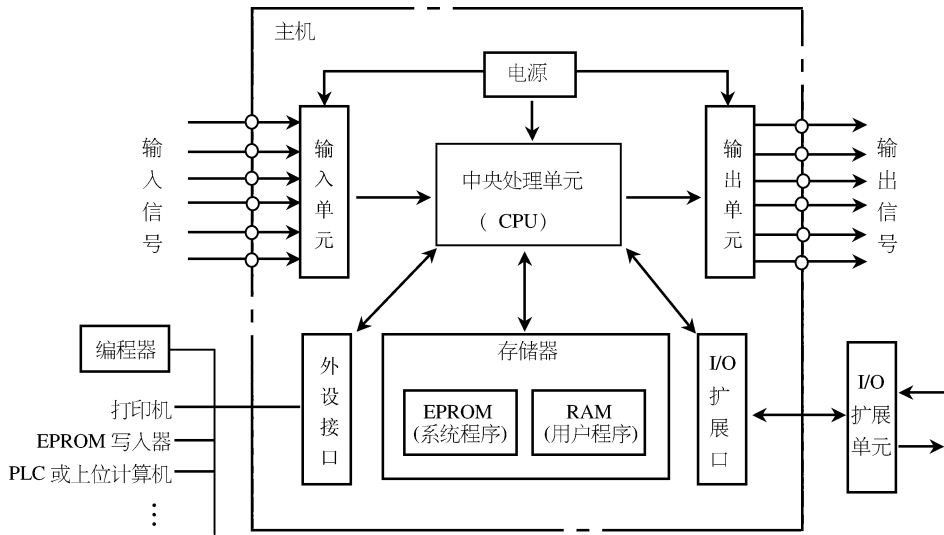 主机
电源
输入信号
输入单元
中央处理单元
( CPU)
输出单元
输出信号
编程器
打印机
EPROM 写入器
PLC 或上位计算机
⋮
外设接口
存储器
EPROM
(系统程序)
RAM
(用户程序)
I/O
扩展口
I/O
扩展
单元